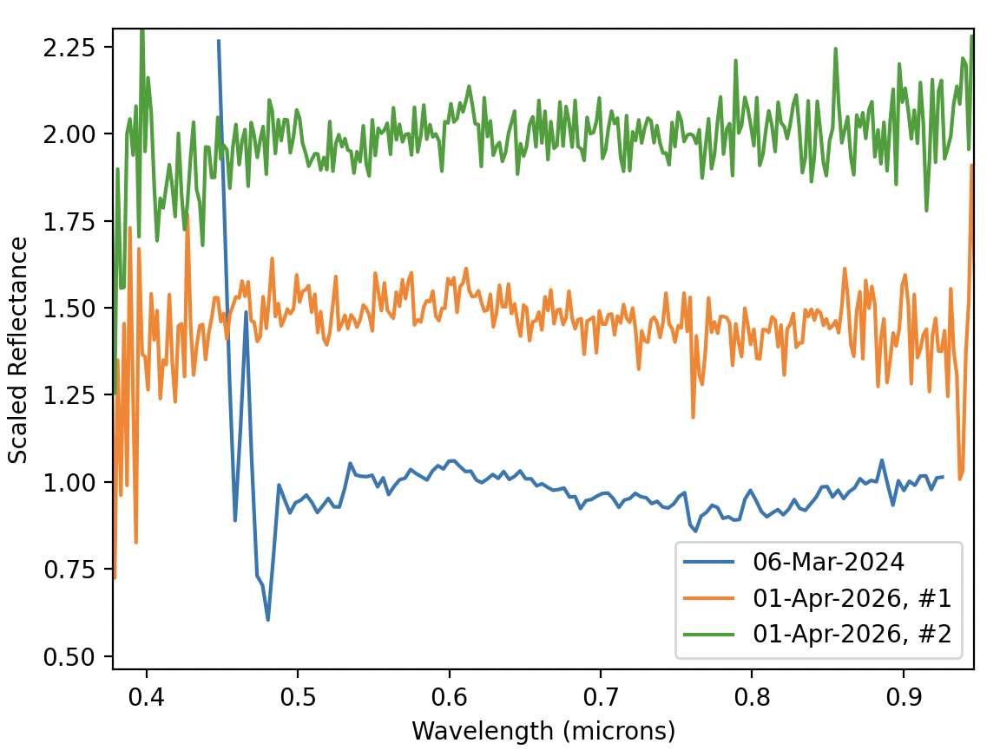 2.25
2.00
1.75
1.50
1.25
1.00
0.75
0.50
Scaled Reflectance
06-Mar-2024
01-Apr-2026, #1
01-Apr-2026, #2
0.4 0.5 0.6 0.7 0.8 0.9
Wavelength (microns)